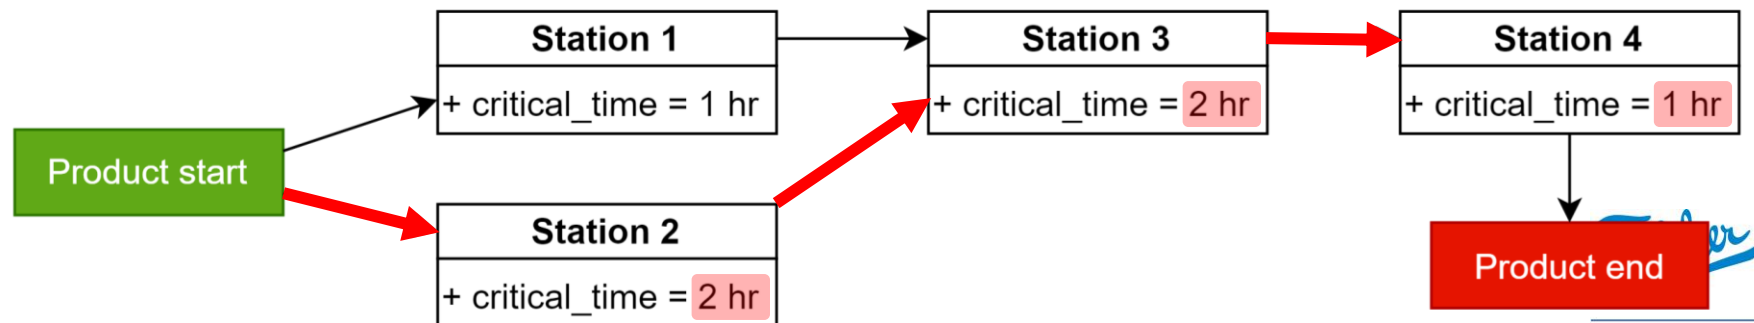 Product start
Station 1
+ critical_time = 1 hr
Station 2
+ critical_time = 2 hr
Station 3
+ critical_time = 2 hr
Station 4
+ critical_time = 1 hr
Product end